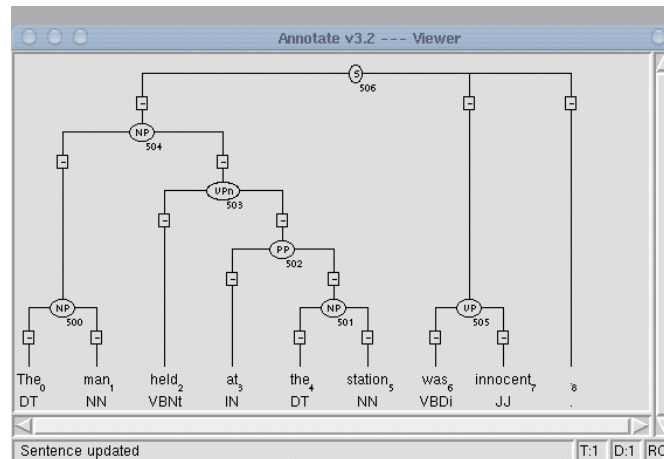 Annotate v3.2 --- Viewer
S
506
NP
504
VPn
503
PP
502
NP
500
NP
501
VP
505
The0 man1 held2 at3 the4 station5 was6 innocent7 .8
DT NN VBNt IN DT NN VBDi JJ .
Sentence updated T:1 D:1 RO